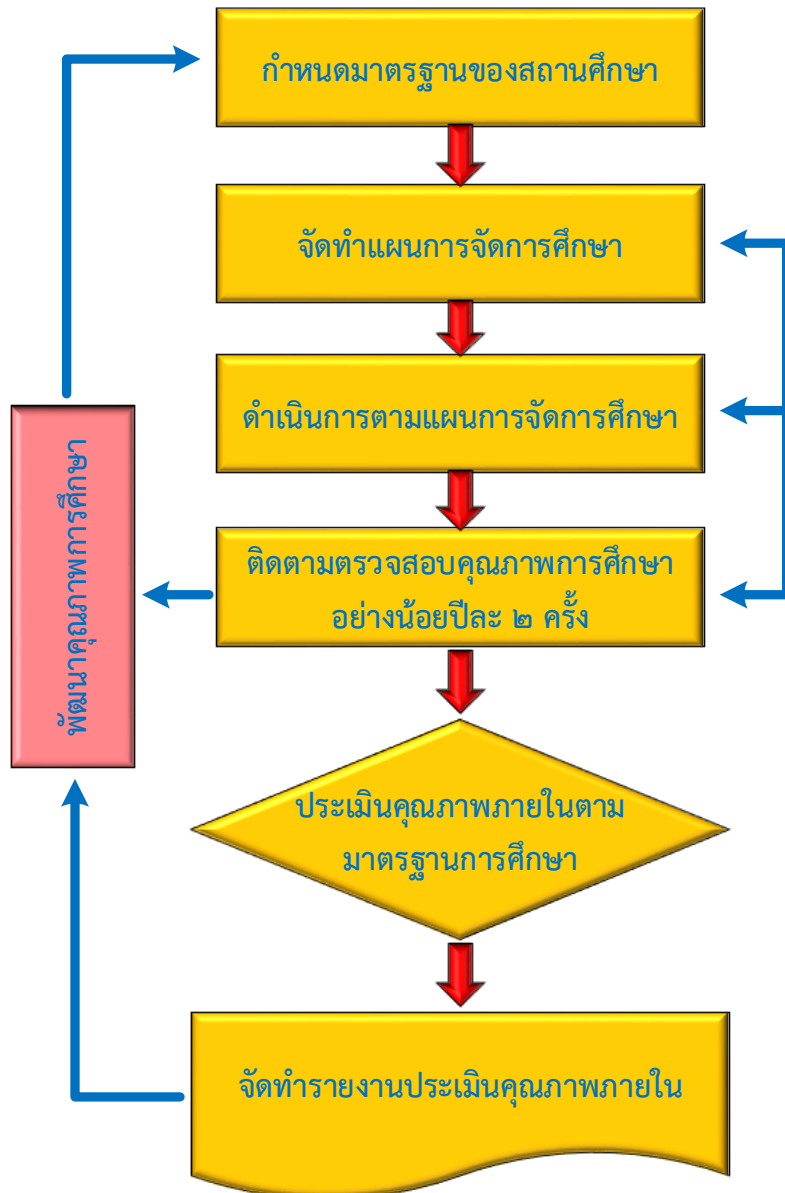 กำหนดมาตรฐานของสถานศึกษา
จัดทำแผนการจัดการศึกษา
ดำเนินการตามแผนการจัดการศึกษา
ติดตามตรวจสอบคุณภาพการศึกษา
อย่างน้อยปีละ ๒ ครั้ง
พัฒนาคุณภาพการศึกษา
ประเมินคุณภาพภายในตาม
มาตรฐานการศึกษา
จัดทำรายงานประเมินคุณภาพภายใน